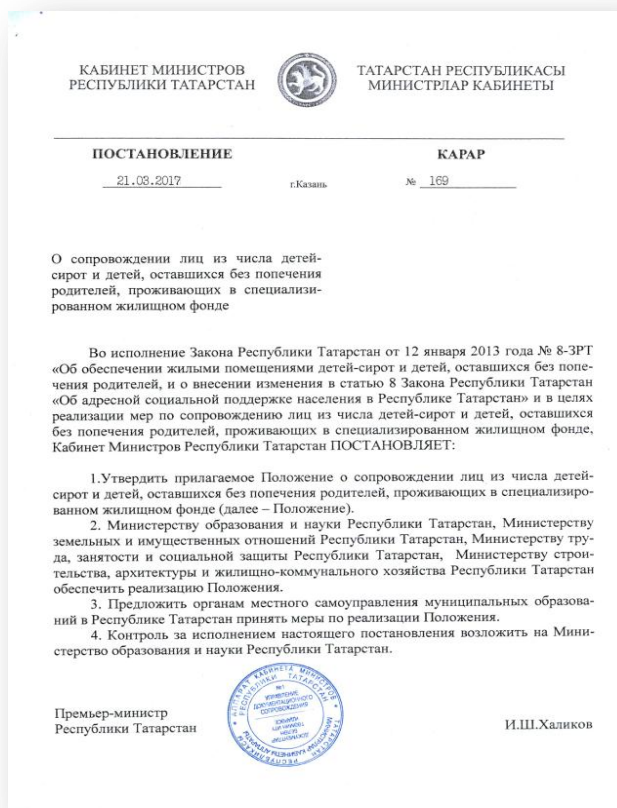 КАБИНЕТ МИНИСТРОВ
РЕСПУБЛИКИ ТАТАРСТАН
ТАТАРСТАН РЕСПУБЛИКАСЫ
МИНИСТРЛАР КАБИНЕТЫ
ПОСТАНОВЛЕНИЕ
КАРАР
21.03.2017
г.Казань
№ 169
О сопровождении лиц из числа детей-
сирот и детей, оставшихся без попечения
родителей, проживающих в специализи-
рованном жилищном фонде
Во исполнение Закона Республики Татарстан от 12 января 2013 года № 8-ЗРТ
«Об обеспечении жилыми помещениями детей-сирот и детей, оставшихся без попе-
чения родителей, и о внесении изменения в статью 8 Закона Республики Татарстан
«Об адресной социальной поддержке населения в Республике Татарстан» и в целях
реализации мер по сопровождению лиц из числа детей-сирот и детей, оставшихся
без попечения родителей, проживающих в специализированном жилищном фонде,
Кабинет Министров Республики Татарстан ПОСТАНОВЛЯЕТ:
1.Утвердить прилагаемое Положение о сопровождении лиц из числа детей-
сирот и детей, оставшихся без попечения родителей, проживающих в специализиро-
ванном жилищном фонде (далее – Положение).
2. Министерству образования и науки Республики Татарстан, Министерству
земельных и имущественных отношений Республики Татарстан, Министерству тру-
да, занятости и социальной защиты Республики Татарстан, Министерству строи-
тельства, архитектуры и жилищно-коммунального хозяйства Республики Татарстан
обеспечить реализацию Положения.
3. Предложить органам местного самоуправления муниципальных образова-
ний в Республике Татарстан принять меры по реализации Положения.
4. Контроль за исполнением настоящего постановления возложить на Мини-
стерство образования и науки Республики Татарстан.
Премьер-министр
Республики Татарстан
И.Ш.Халиков
АППАРАТ КАБИНЕТА МИНИСТРОВ
РЕСПУБЛИКИ ТАТАРСТАН
№1
УПРАВЛЕНИЕ
ДОКУМЕНТАЦИОННОГО
СОПРОВОЖДЕНИЯ